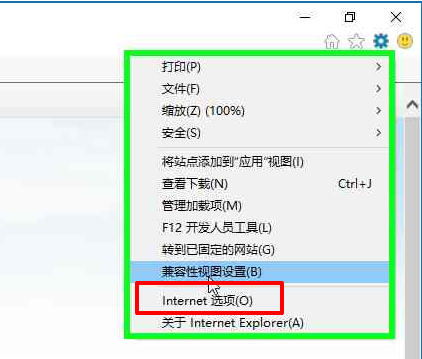 打印(P)
文件(F)
缩放(Z) (100%)
安全(S)
将站点添加到“应用”视图(I)
查看下载(N) Ctrl+J
管理加载项(M)
F12 开发人员工具(L)
转到已固定的网站(G)
兼容性视图设置(B)
Internet 选项(O)
关于 Internet Explorer(A)